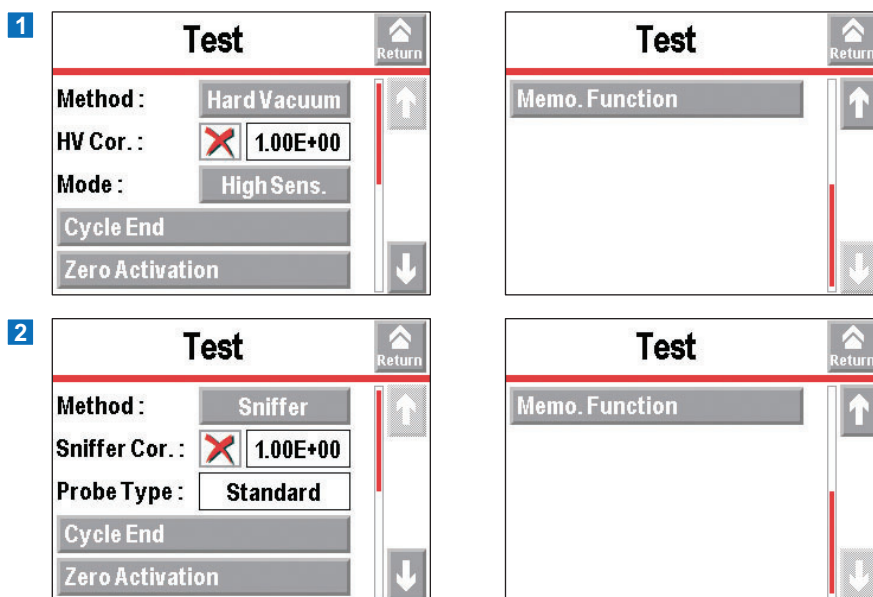 1
Test
Return
Method :
Hard Vacuum
HV Cor. :
1.00E+00
Mode :
High Sens.
Cycle End
Zero Activation
Test
Return
Memo. Function
2
Test
Return
Method :
Sniffer
Sniffer Cor. :
1.00E+00
Probe Type :
Standard
Cycle End
Zero Activation
Test
Return
Memo. Function